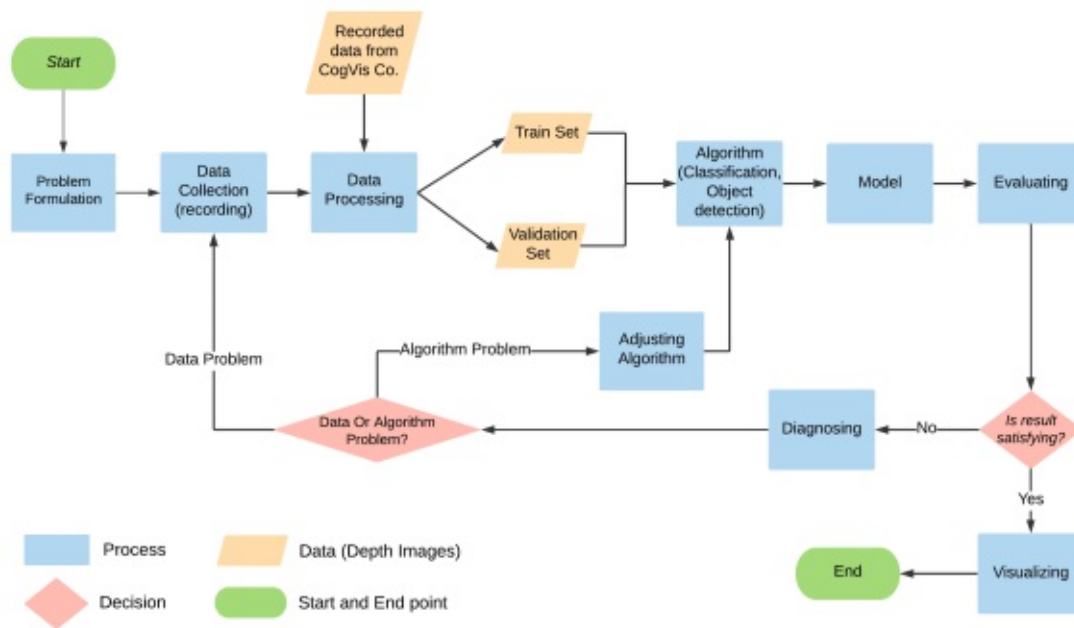 Start
Recorded
data from
CogVis Co.
Problem
Formulation
Data
Collection
(recording)
Data
Processing
Train Set
Validation
Set
Algorithm
(Classification,
Object
detection)
Model
Evaluating
Data Problem
Algorithm Problem
Adjusting
Algorithm
Data Or Algorithm
Problem?
Diagnosing
No
Is result
satisfying?
Yes
Visualizing
End
Process
Data (Depth Images)
Decision
Start and End point